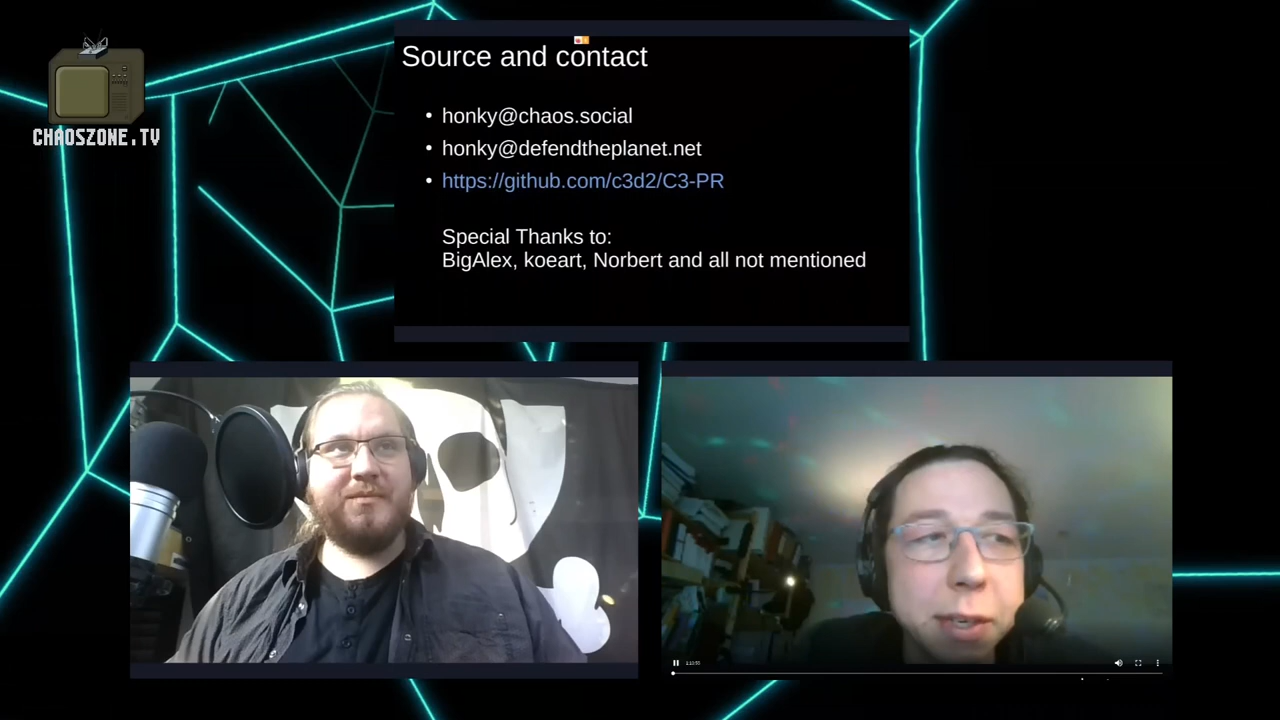 CHAOSZONE.TV
Source and contact
• honky@chaos.social
• honky@defendtheplanet.net
• https://github.com/c3d2/C3-PR
Special Thanks to:
BigAlex, koeart, Norbert and all not mentioned